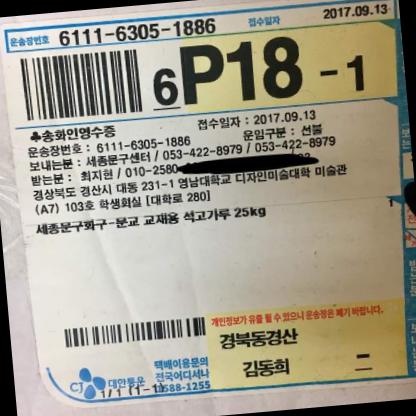 운송장번호 6111-6305-1886 접수일자 2017.09.13
6P18 -1
♣송화인영수증 접수일자 : 2017.09.13
운송장번호 : 6111-6305-1886 운임구분 : 선불
보내는분 : 세종문구센타 / 053-422-8979 / 053-422-8979
받는분 : 최지현 / 010-2580-
경상북도 경산시 대동 231-1 영남대학교 디자인미술대학 미술관
(A7) 103호 학생회실 [대학로 280]
세종문구화구-문교 교재용 석고가루 25kg
1
개인정보가 유출 될 수 있으니 운송장은 폐기 바랍니다.
경북동경산
김동희
CJ 대한통운
택배이용문의
전국어디서나
1588-1255
1/1 (1-1)